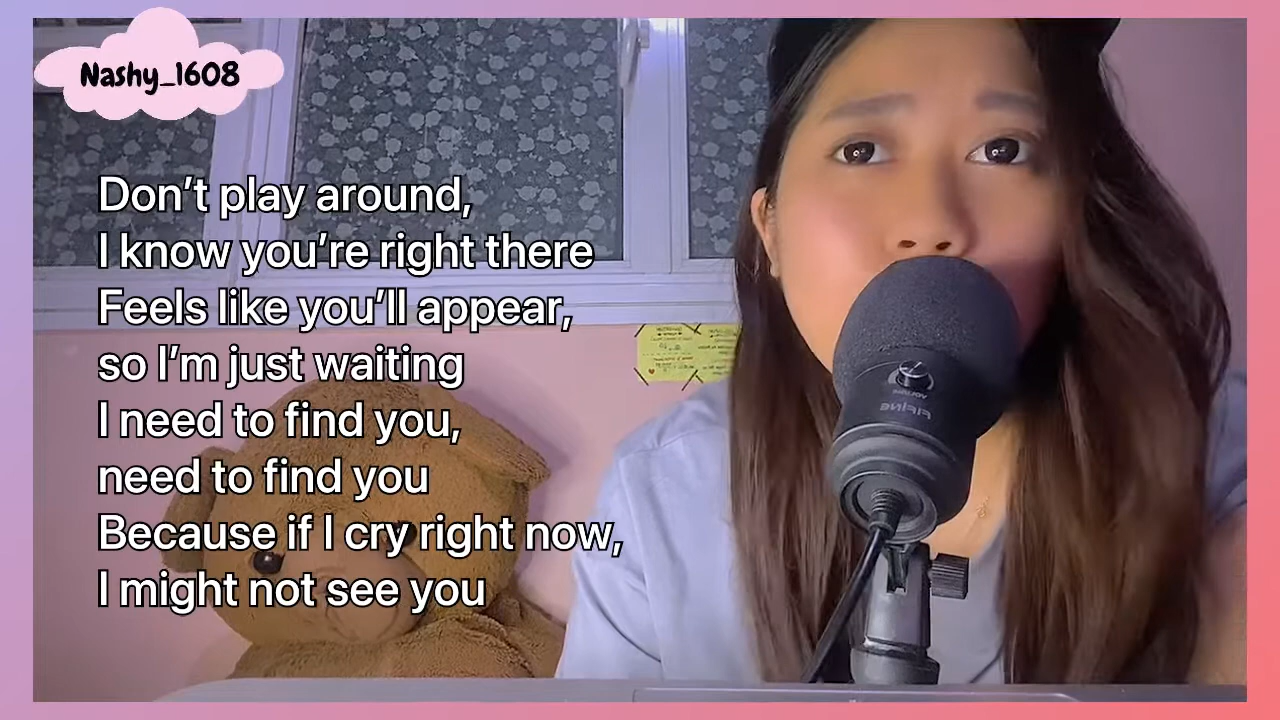 Nashy_1608
Don’t play around,
I know you’re right there
Feels like you’ll appear,
so I’m just waiting
I need to find you,
need to find you
Because if I cry right now,
I might not see you
FIFINE